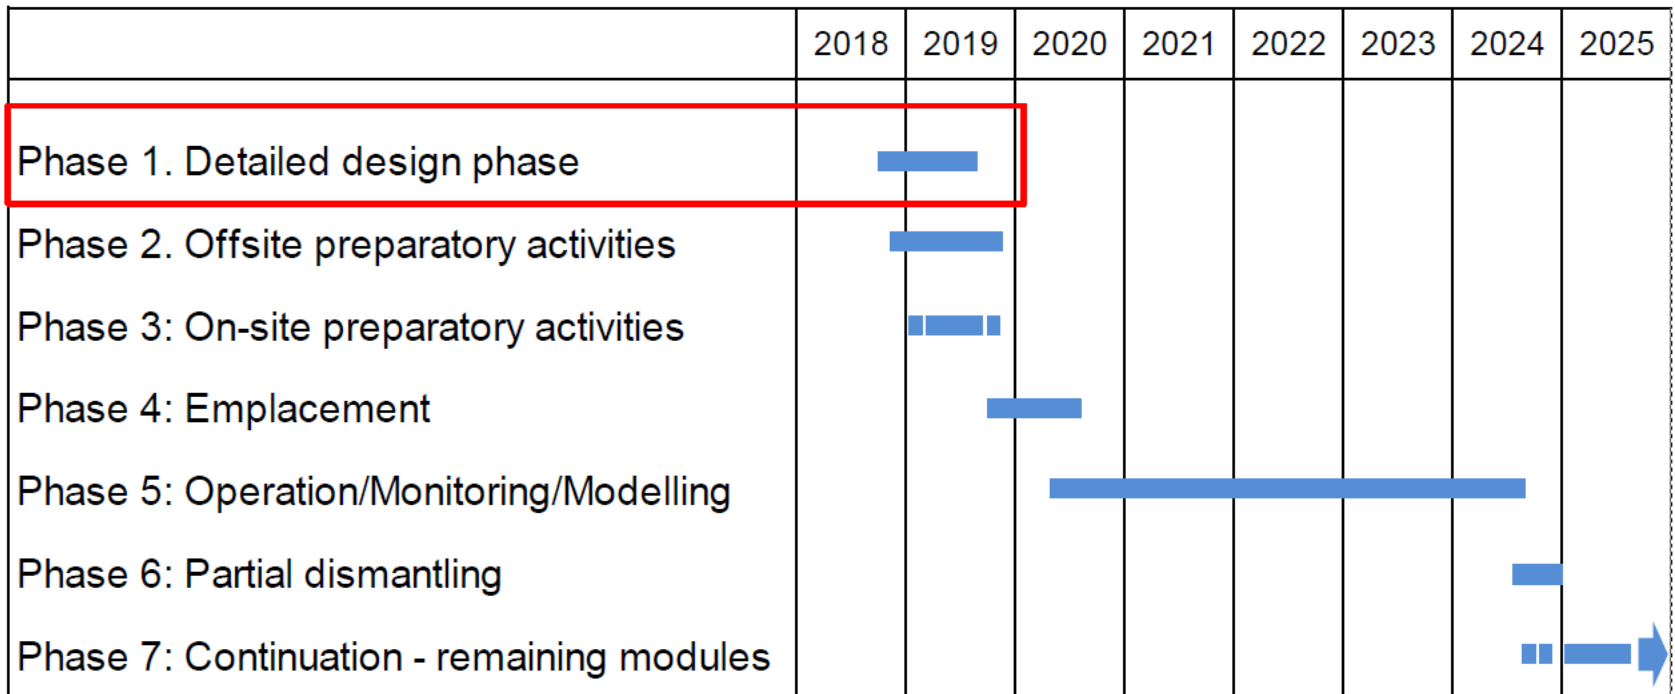 2018 2019 2020 2021 2022 2023 2024 2025
Phase 1. Detailed design phase
Phase 2. Offsite preparatory activities
Phase 3: On-site preparatory activities
Phase 4: Emplacement
Phase 5: Operation/Monitoring/Modelling
Phase 6: Partial dismantling
Phase 7: Continuation - remaining modules